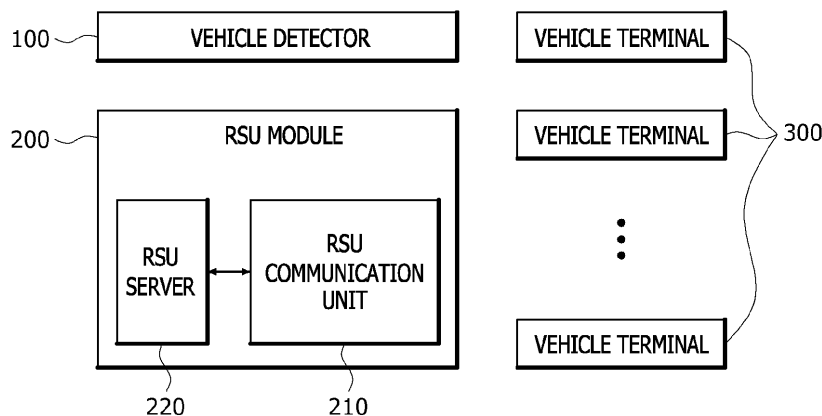 100
VEHICLE DETECTOR
VEHICLE TERMINAL
200
RSU MODULE
VEHICLE TERMINAL
300
RSU
SERVER
RSU
COMMUNICATION
UNIT
VEHICLE TERMINAL
220
210